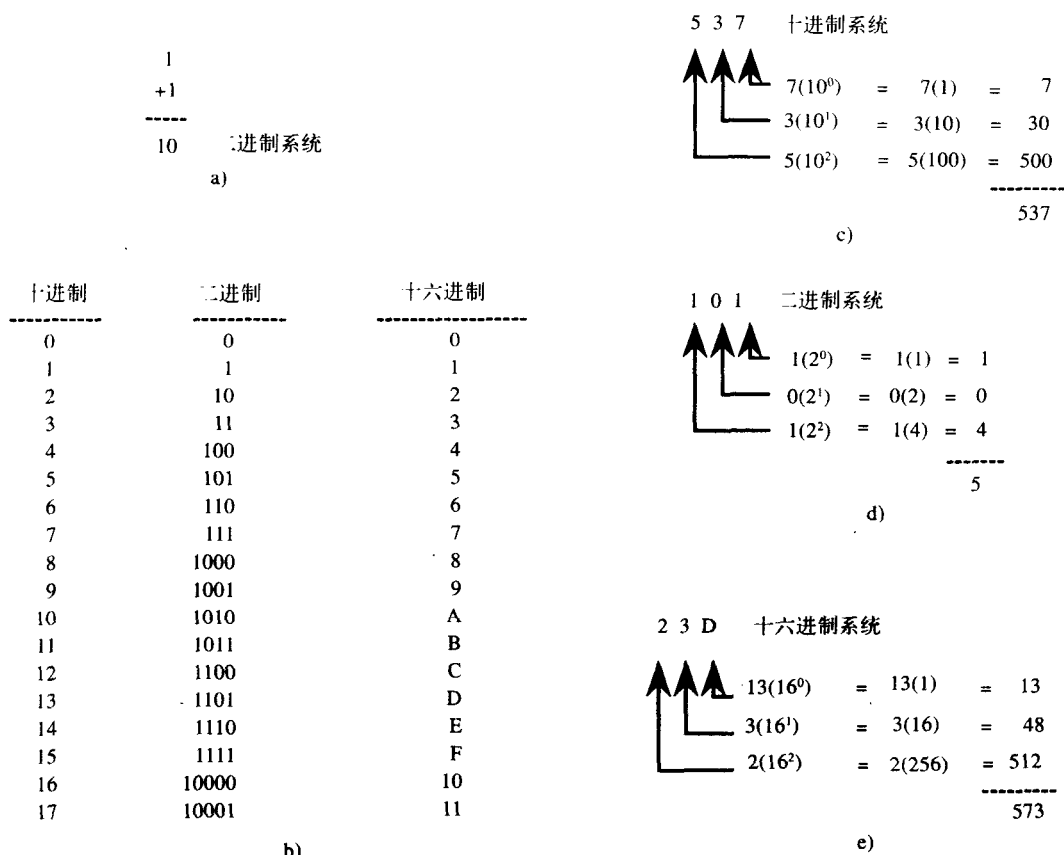 1
+1
10 二进制系统
a)
十进制 二进制 十六进制
0 0 0
1 1 1
2 10 2
3 11 3
4 100 4
5 101 5
6 110 6
7 111 7
8 1000 8
9 1001 9
10 1010 A
11 1011 B
12 1100 C
13 1101 D
14 1110 E
15 1111 F
16 10000 10
17 10001 11
b)
5 3 7 十进制系统
7(10⁰) = 7(1) = 7
3(10¹) = 3(10) = 30
5(10²) = 5(100) = 500
537
c)
1 0 1 二进制系统
1(2⁰) = 1(1) = 1
0(2¹) = 0(2) = 0
1(2²) = 1(4) = 4
5
d)
2 3 D 十六进制系统
13(16⁰) = 13(1) = 13
3(16¹) = 3(16) = 48
2(16²) = 2(256) = 512
573
e)